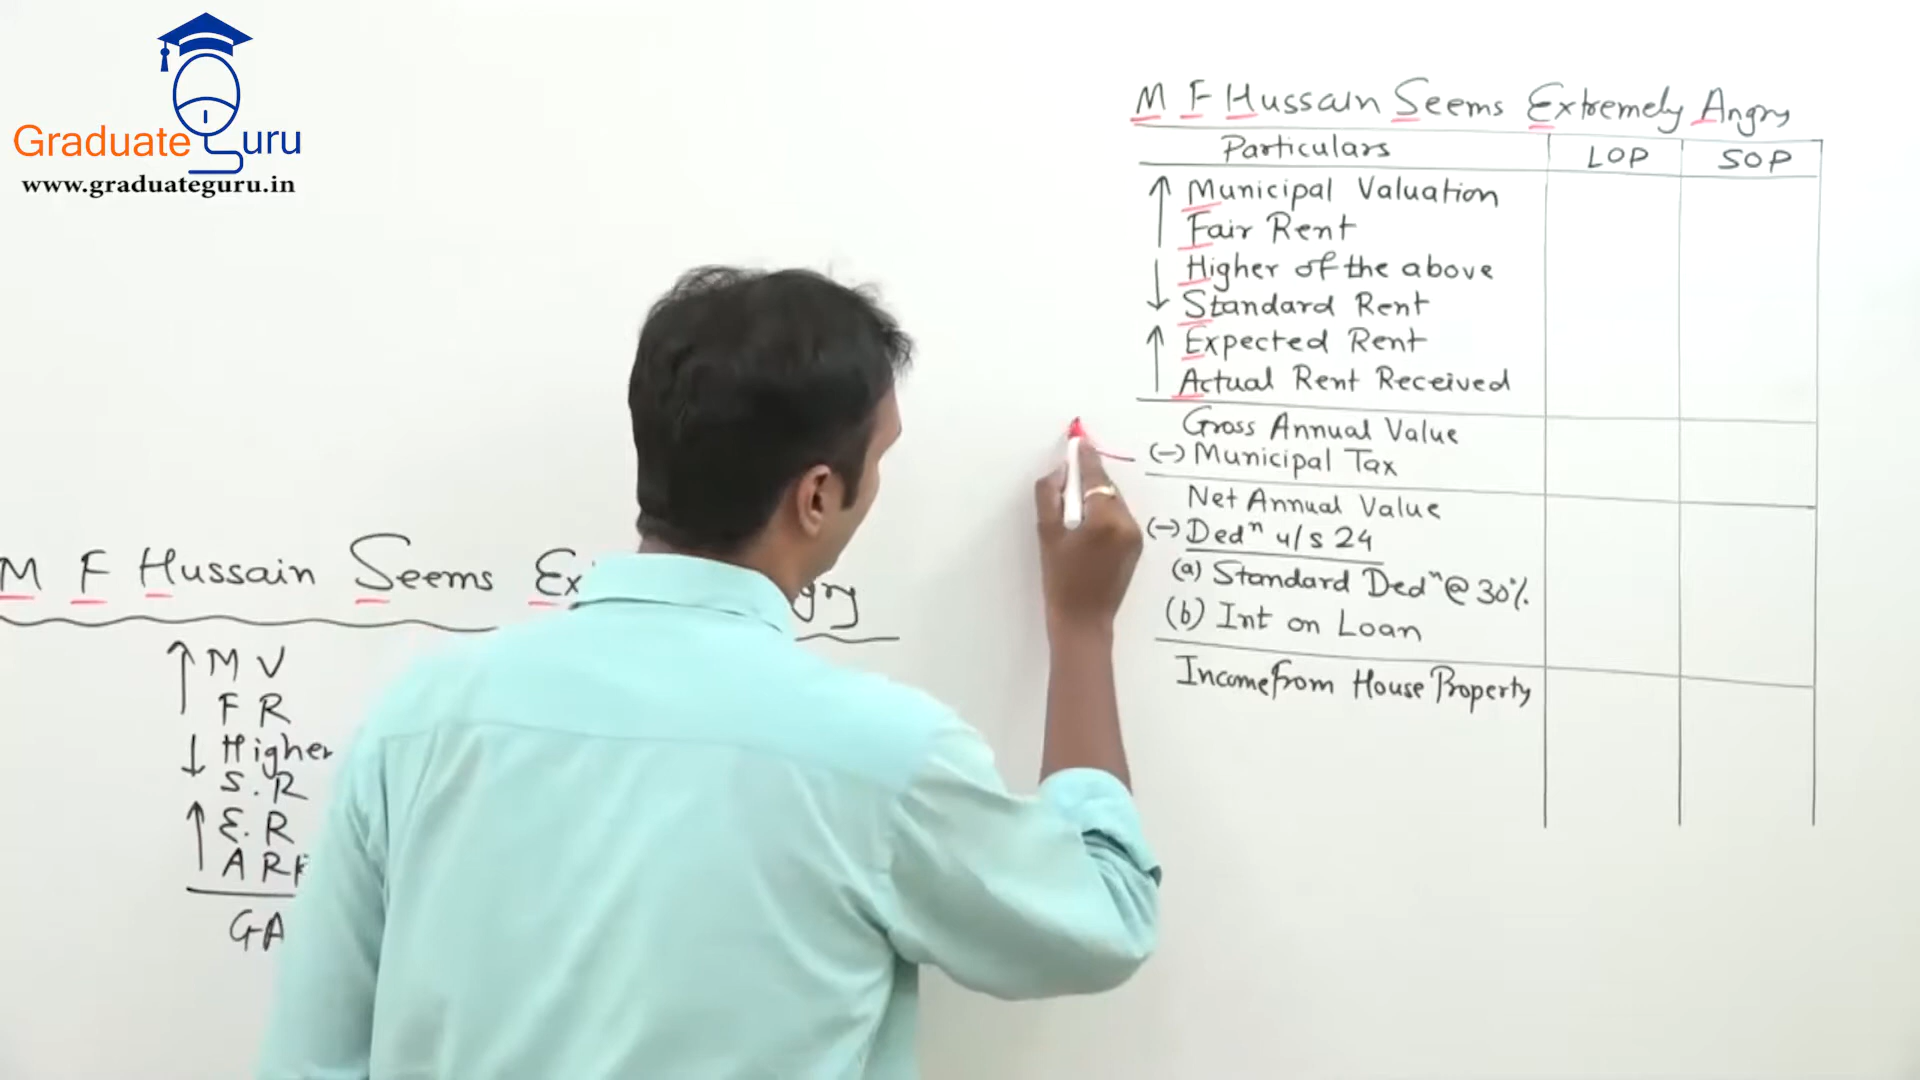 Graduate Guru
www.graduateguru.in
M F Hussain Seems Extremely Angry
Particulars LOP SOP
Municipal Valuation
Fair Rent
Higher of the above
Standard Rent
Expected Rent
Actual Rent Received
Gross Annual Value
(-) Municipal Tax
Net Annual Value
(-) Dedⁿ u/s 24
(a) Standard Dedⁿ @ 30%
(b) Int on Loan
Income from House Property
M F Hussain Seems
M V
F R
Higher
S.R
E.R
GA